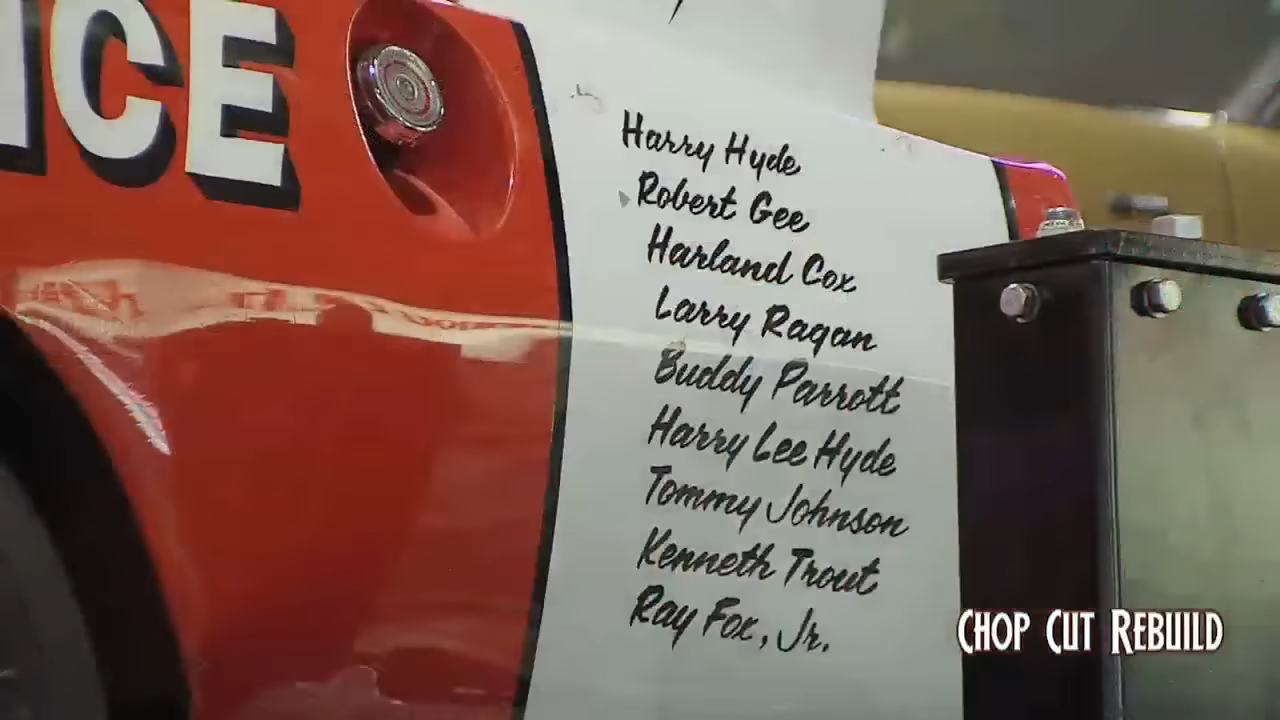 ICE
Harry Hyde
Robert Gee
Harland Cox
Larry Ragan
Buddy Parrott
Harry Lee Hyde
Tommy Johnson
Kenneth Trout
Ray Fox, Jr.
CHOP CUT REBUILD